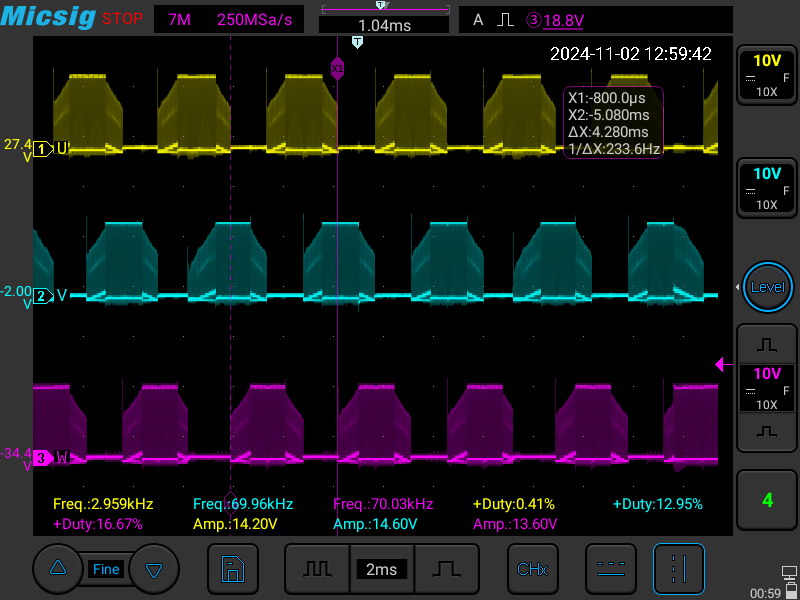 Micsig STOP 7M 250MSa/s 1.04ms A 3 18.8V
T
T
2024-11-02 12:59:42
X1
X1:-800.0µs
X2:-5.080ms
ΔX:4.280ms
1/ΔX:233.6Hz
10V
F
10X
27.4
V
1 U
10V
F
10X
-2.00
V
2 V
Level
10V
F
10X
-34.4
V
3 W
Freq.:2.959kHz Freq.:69.96kHz Freq.:70.03kHz +Duty:0.41% +Duty:12.95%
+Duty:16.67% Amp.:14.20V Amp.:14.60V Amp.:13.60V
4
Fine 2ms CHx
00:59